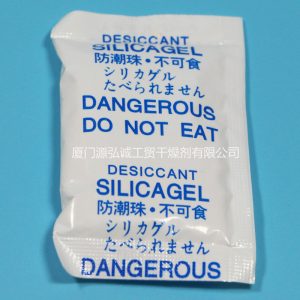 DESICCANT
SILICAGEL
防潮珠·不可食
シリカゲル
たべられません
DANGEROUS
DO NOT EAT
厦门源弘诚工贸干燥剂有限公司
DESICCANT
SILICAGEL
防潮珠·不可食
シリカゲル
たべられません
DANGEROUS